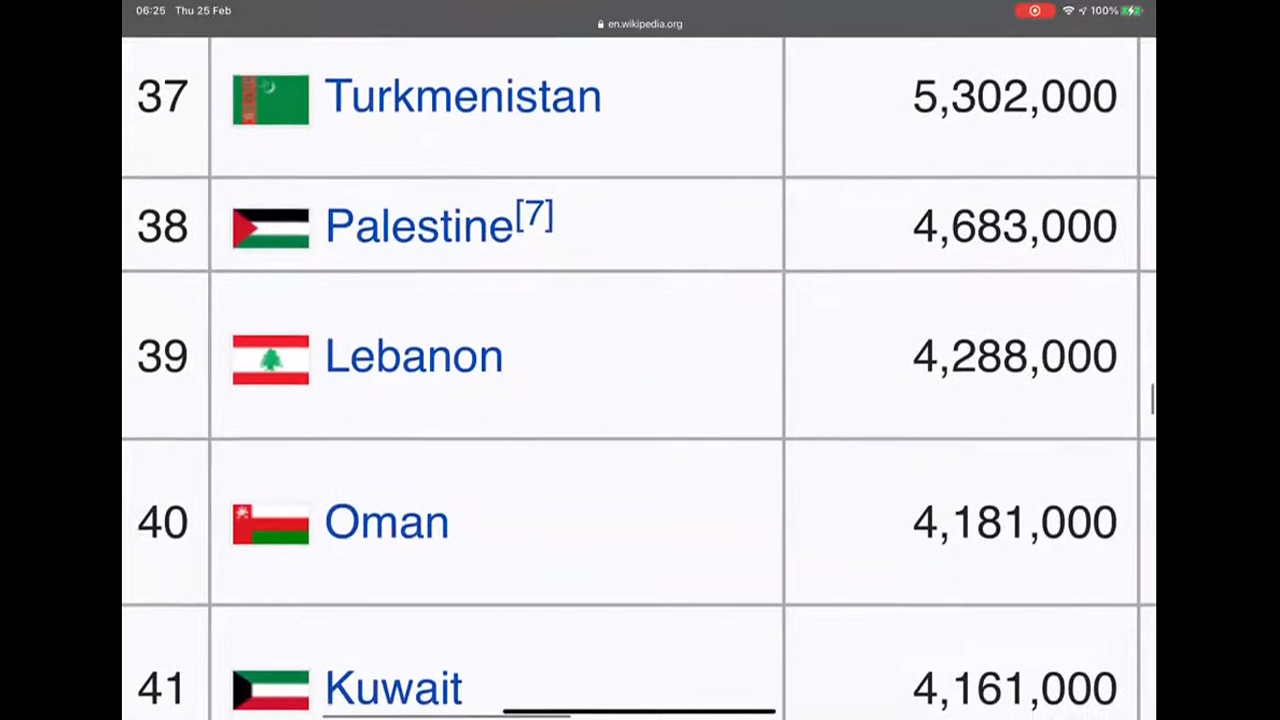 06:25 Thu 25 Feb
en.wikipedia.org
100%
37 Turkmenistan 5,302,000
38 Palestine[7] 4,683,000
39 Lebanon 4,288,000
40 Oman 4,181,000
41 Kuwait 4,161,000